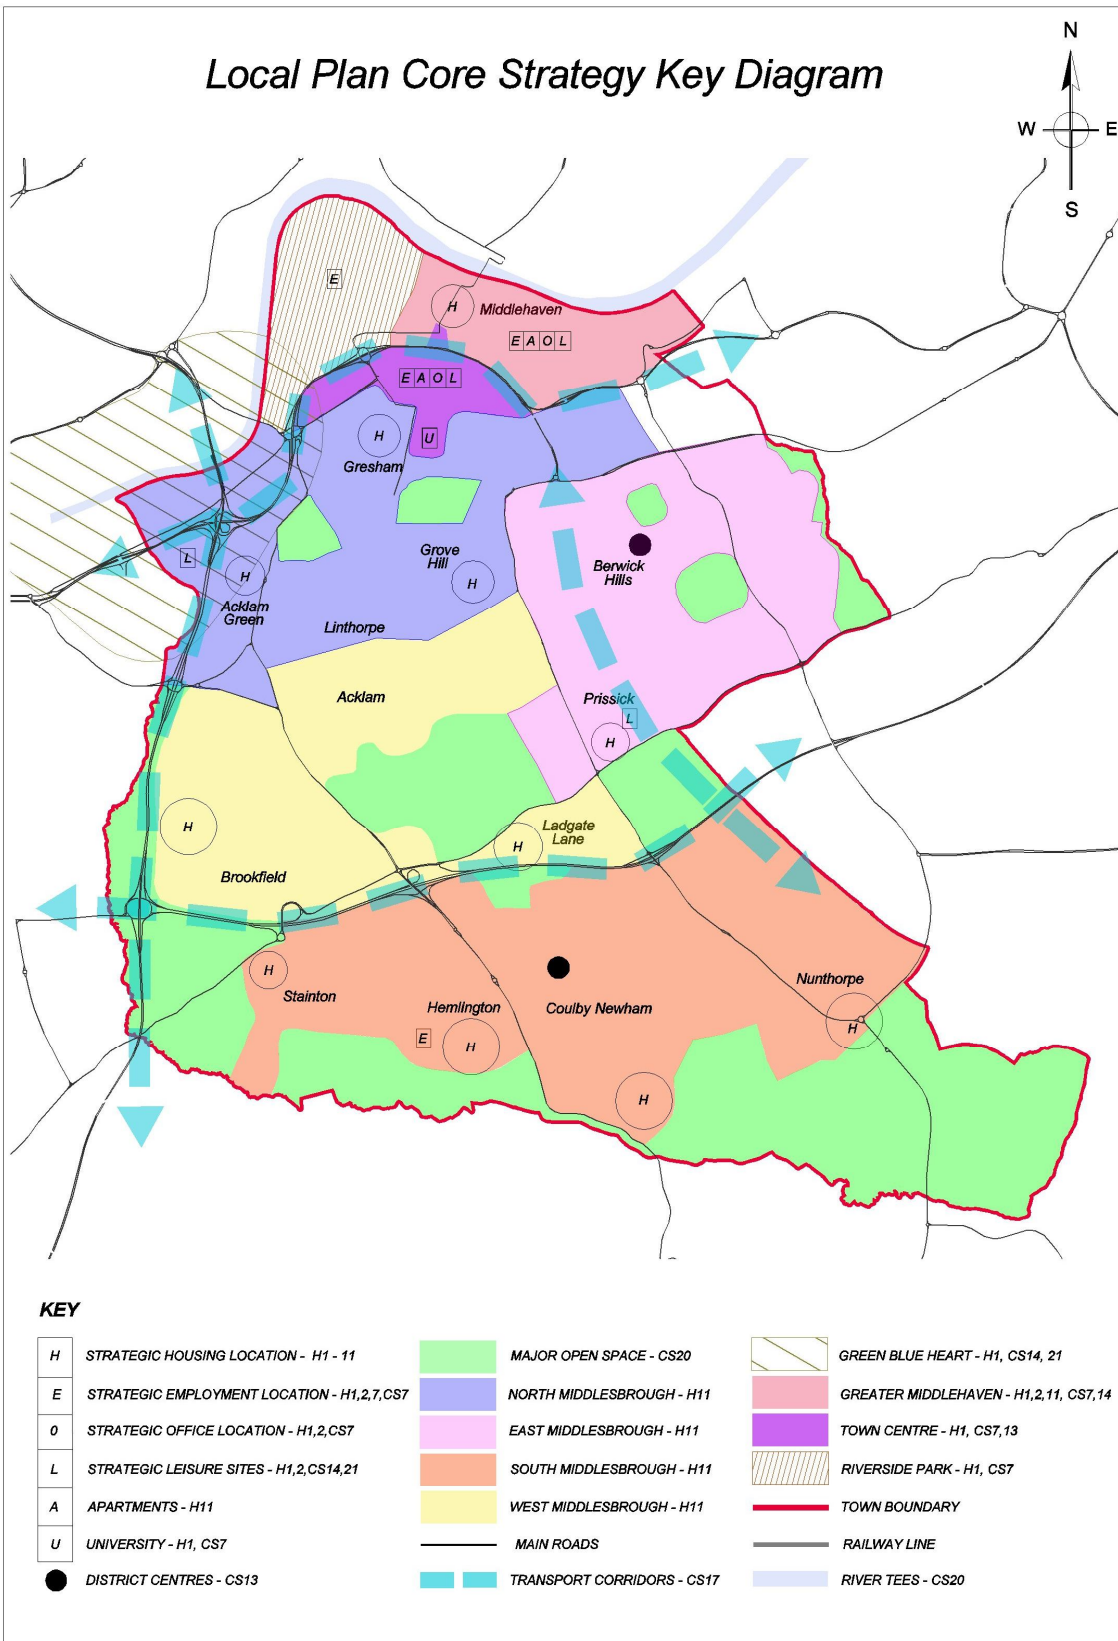 Local Plan Core Strategy Key Diagram
N
W E
S
E
H
Middlehaven
E A O L
E A O L
H
U
Gresham
L
H
Acklam
Green
Grove
Hill
H
Berwick
Hills
Linthorpe
Acklam
Prissick
L
H
H
Ladgate
Lane
H
Brookfield
H
Stainton
Hemlington
E
H
Coulby Newham
Nunthorpe
H
H
KEY
H STRATEGIC HOUSING LOCATION - H1 - 11
E STRATEGIC EMPLOYMENT LOCATION - H1,2,7,CS7
0 STRATEGIC OFFICE LOCATION - H1,2,CS7
L STRATEGIC LEISURE SITES - H1,2,CS14,21
A APARTMENTS - H11
U UNIVERSITY - H1, CS7
DISTRICT CENTRES - CS13
MAJOR OPEN SPACE - CS20
NORTH MIDDLESBROUGH - H11
EAST MIDDLESBROUGH - H11
SOUTH MIDDLESBROUGH - H11
WEST MIDDLESBROUGH - H11
MAIN ROADS
TRANSPORT CORRIDORS - CS17
GREEN BLUE HEART - H1, CS14, 21
GREATER MIDDLEHAVEN - H1,2,11, CS7,14
TOWN CENTRE - H1, CS7,13
RIVERSIDE PARK - H1, CS7
TOWN BOUNDARY
RAILWAY LINE
RIVER TEES - CS20